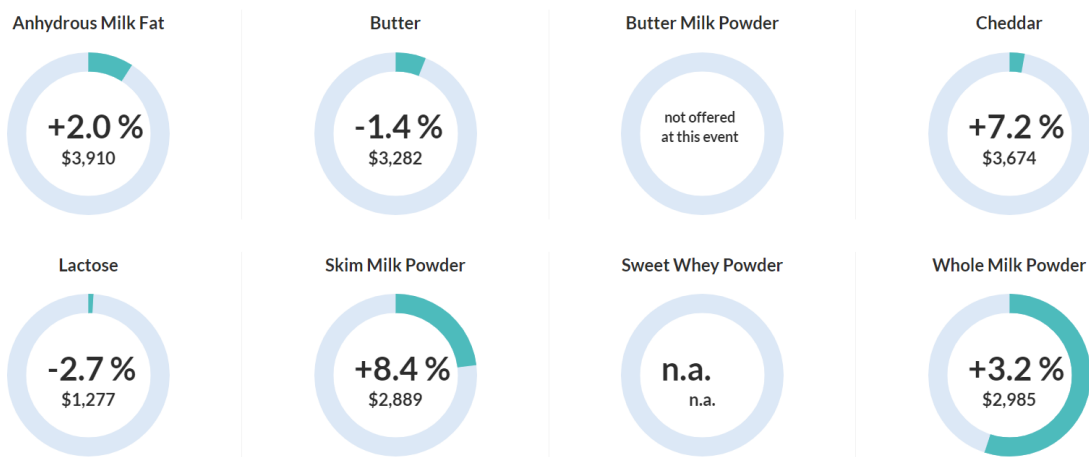 Anhydrous Milk Fat
+2.0 %
$3,910
Butter
-1.4 %
$3,282
Butter Milk Powder
not offered
at this event
Cheddar
+7.2 %
$3,674
Lactose
-2.7 %
$1,277
Skim Milk Powder
+8.4 %
$2,889
Sweet Whey Powder
n.a.
n.a.
Whole Milk Powder
+3.2 %
$2,985